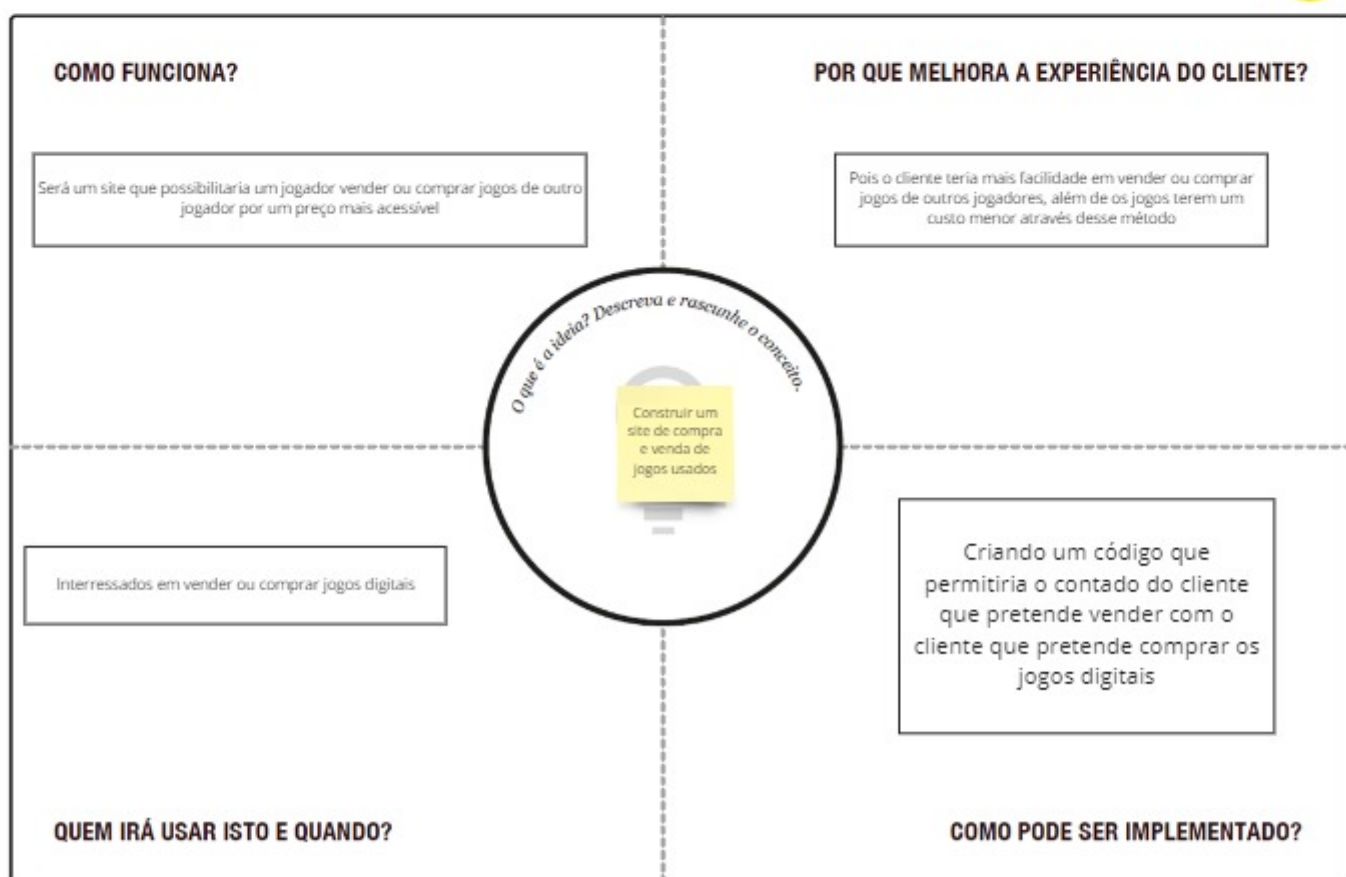 COMO FUNCIONA?
Será um site que possibilitaria um jogador vender ou comprar jogos de outro
jogador por um preço mais acessível
POR QUE MELHORA A EXPERIÊNCIA DO CLIENTE?
Pois o cliente teria mais facilidade em vender ou comprar
jogos de outros jogadores, além de os jogos terem um
custo menor através desse método
O que é a ideia? Descreva e rascunhe o conceito.
Construir um
site de compra
e venda de
jogos usados
Interressados em vender ou comprar jogos digitais
QUEM IRÁ USAR ISTO E QUANDO?
Criando um código que
permitiria o contado do cliente
que pretende vender com o
cliente que pretende comprar os
jogos digitais
COMO PODE SER IMPLEMENTADO?